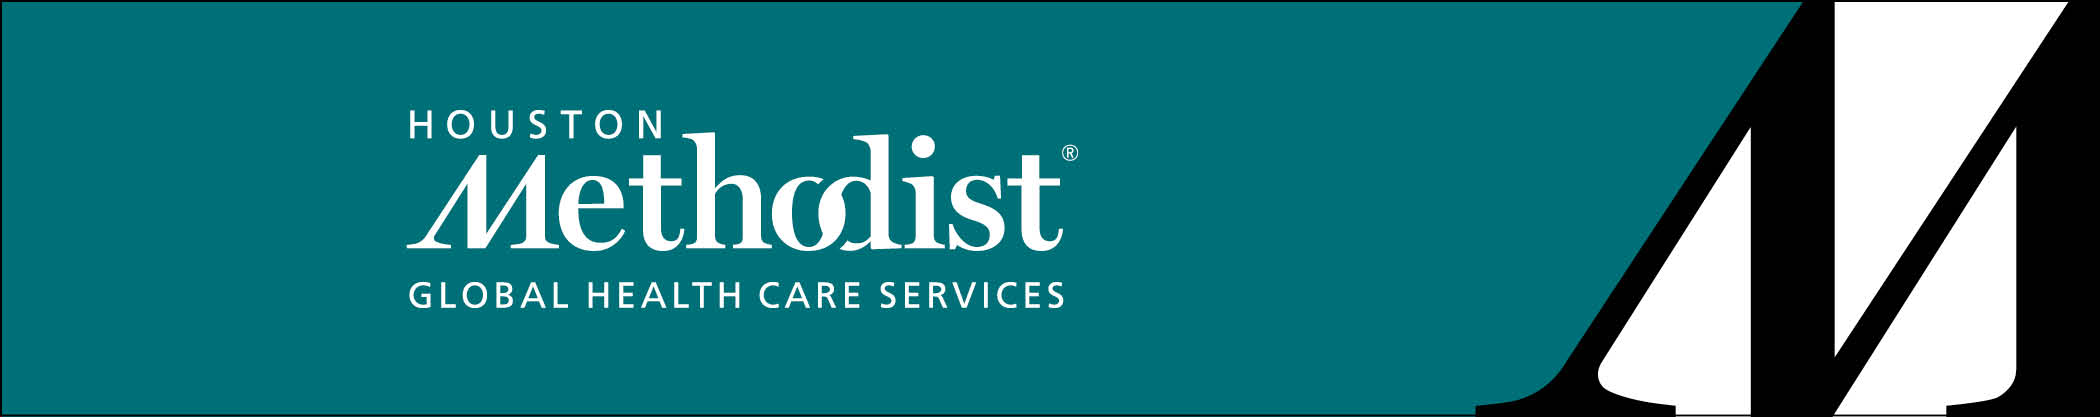 HOUSTON
Methodist®
GLOBAL HEALTH CARE SERVICES
M